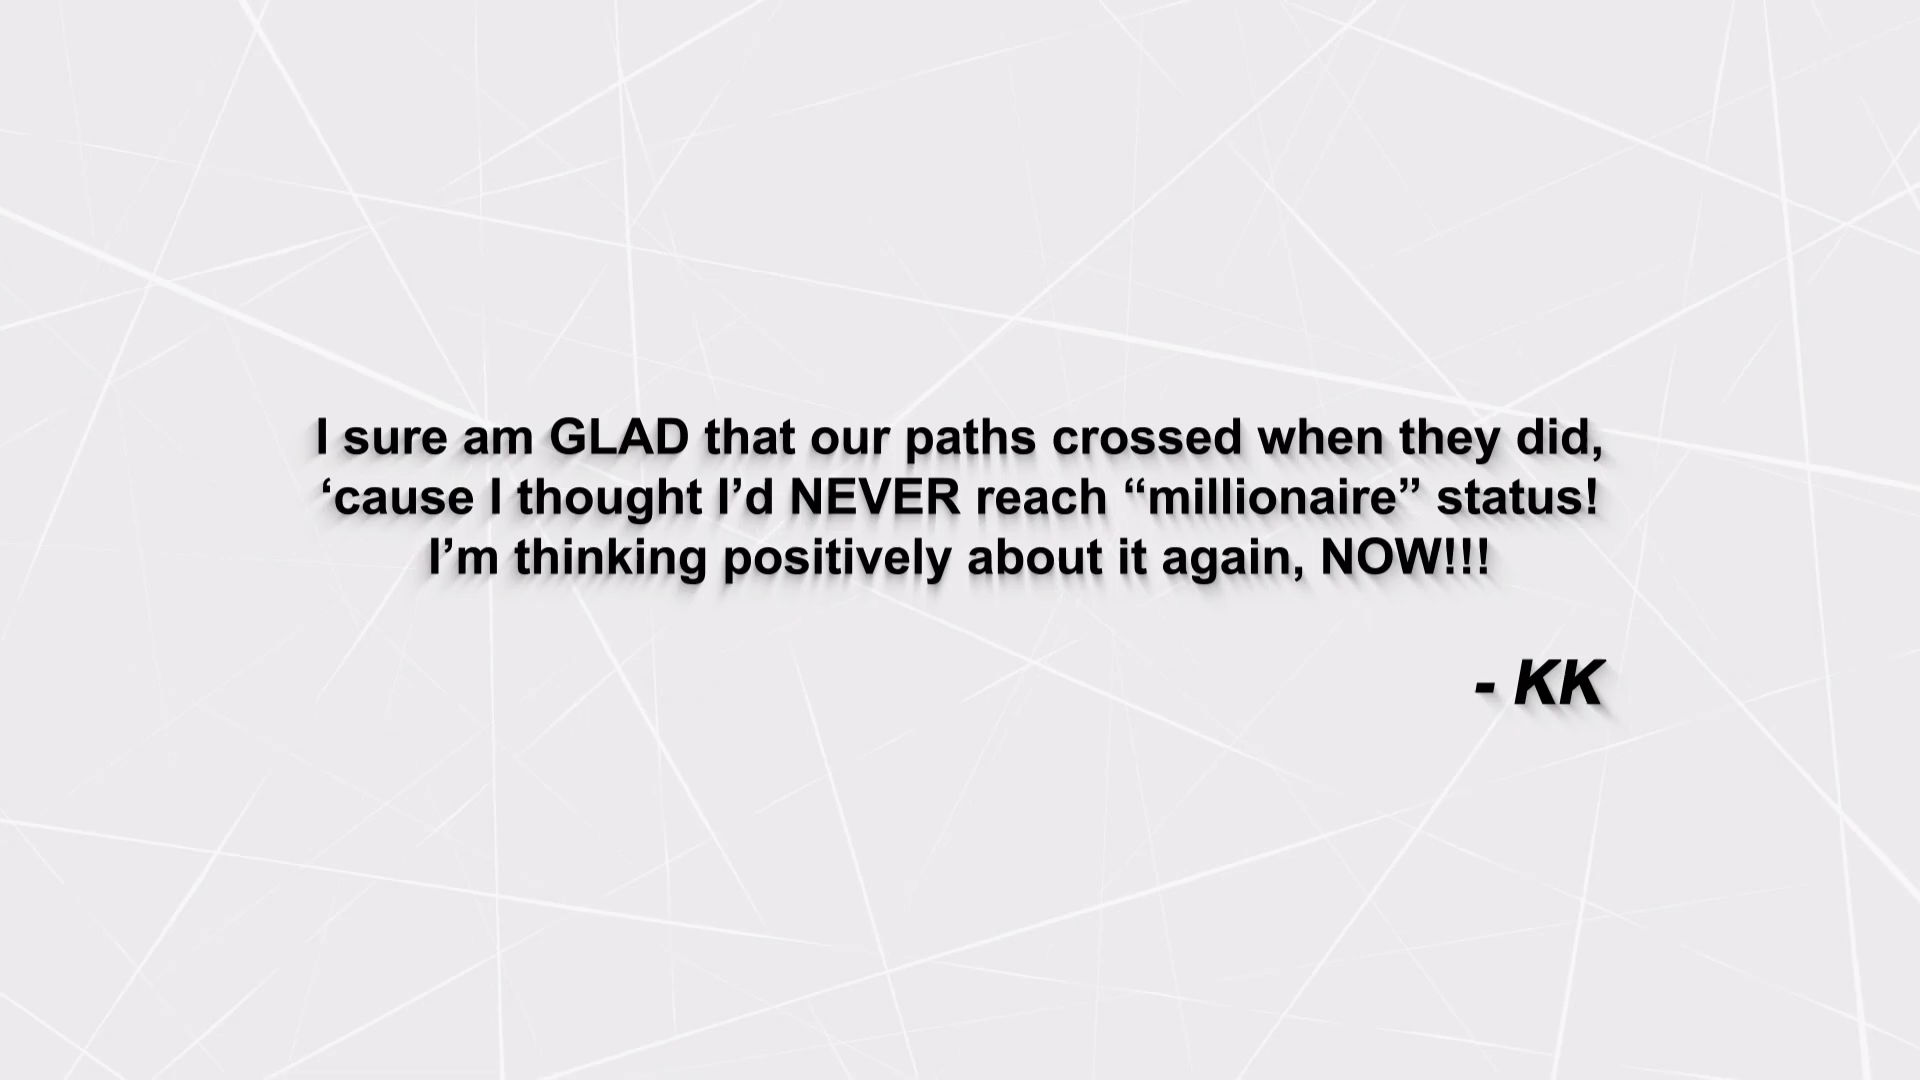 I sure am GLAD that our paths crossed when they did,
‘cause I thought I’d NEVER reach “millionaire” status!
I’m thinking positively about it again, NOW!!!
- KK